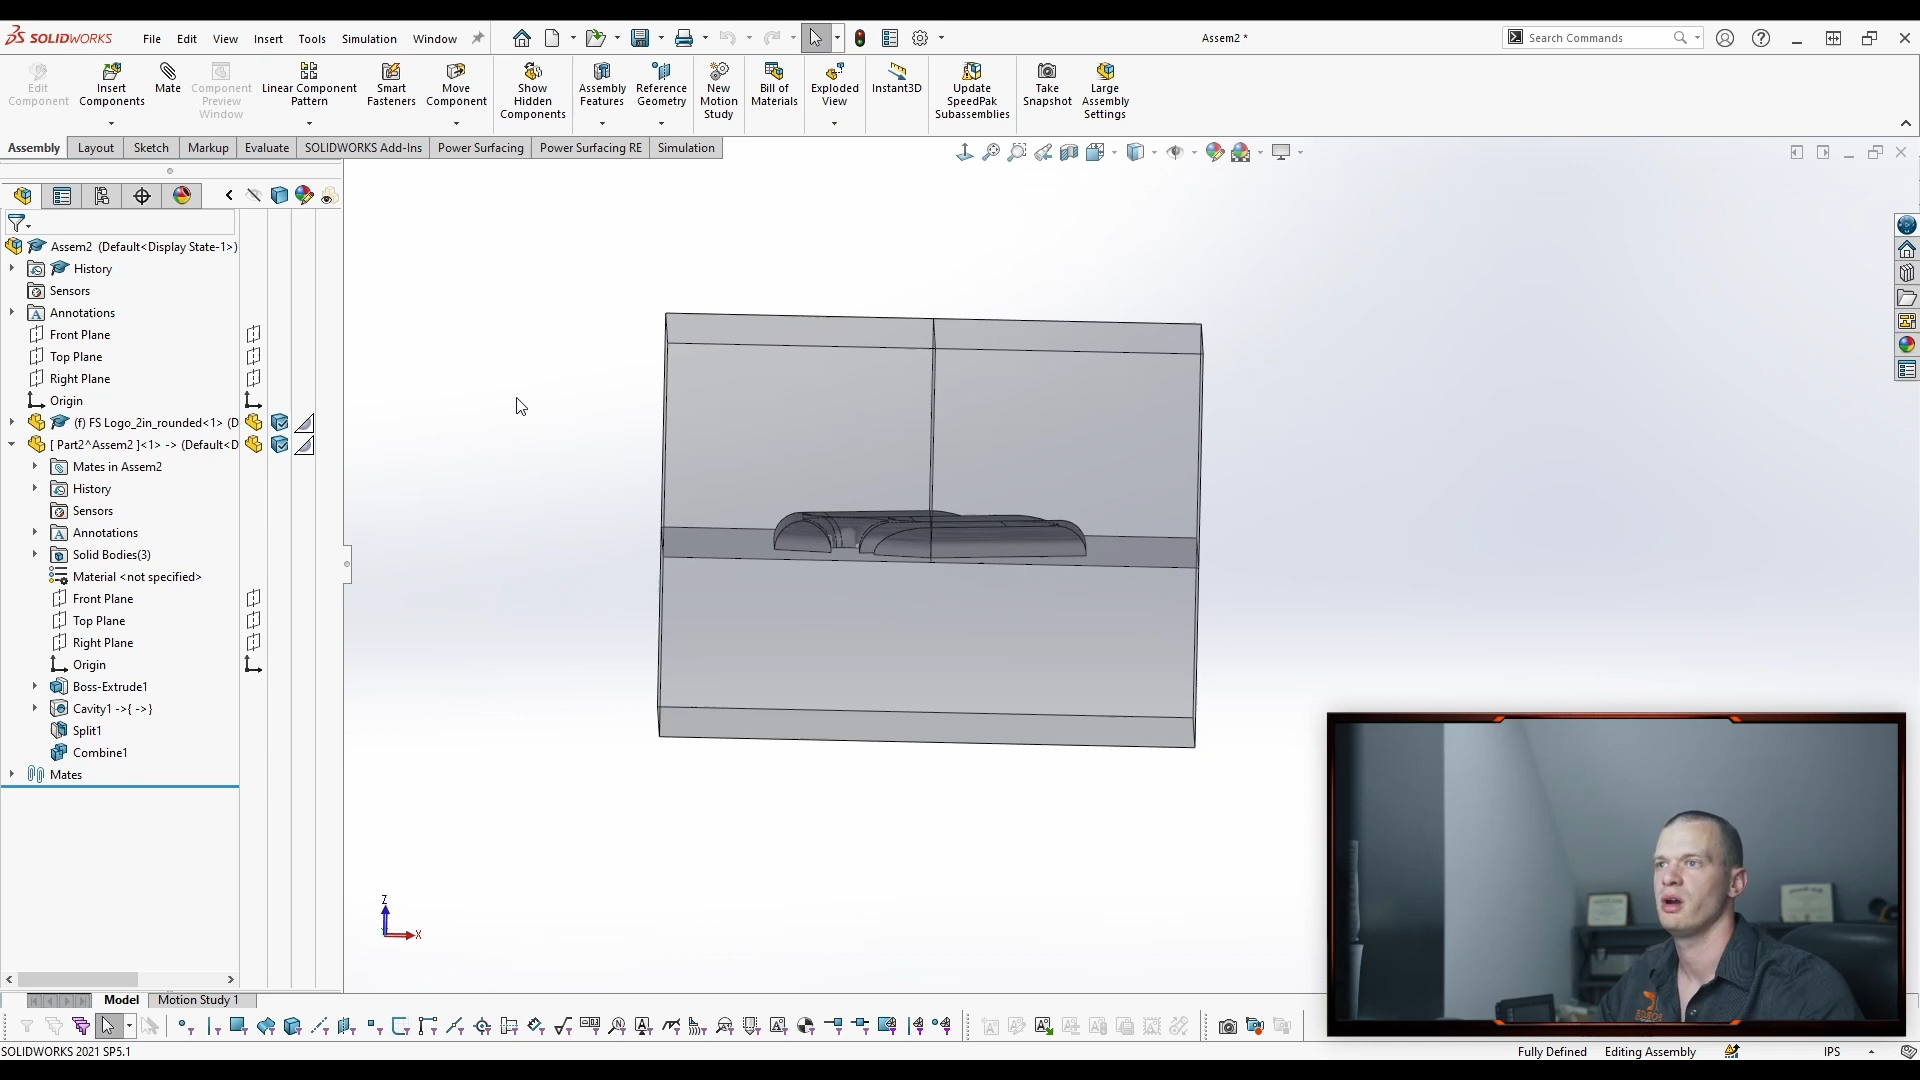 SOLIDWORKS
File Edit View Insert Tools Simulation Window
Assem2 *
Search Commands
Edit Component
Insert Components
Mate
Component Preview Window
Linear Component Pattern
Smart Fasteners
Move Component
Show Hidden Components
Assembly Features
Reference Geometry
New Motion Study
Bill of Materials
Exploded View
Instant3D
Update SpeedPak Subassemblies
Take Snapshot
Large Assembly Settings
Assembly Layout Sketch Markup Evaluate SOLIDWORKS Add-Ins Power Surfacing Power Surfacing RE Simulation
Assem2 (Default<Display State-1>)
History
Sensors
Annotations
Front Plane
Top Plane
Right Plane
Origin
(f) FS Logo_2in_rounded<1> (D
[ Part2^Assem2 ]<1> -> (Default<D
Mates in Assem2
History
Sensors
Annotations
Solid Bodies(3)
Material <not specified>
Front Plane
Top Plane
Right Plane
Origin
Boss-Extrude1
Cavity1 ->{ ->}
Split1
Combine1
Mates
Z
X
Model Motion Study 1
SOLIDWORKS 2021 SP5.1
Fully Defined Editing Assembly IPS